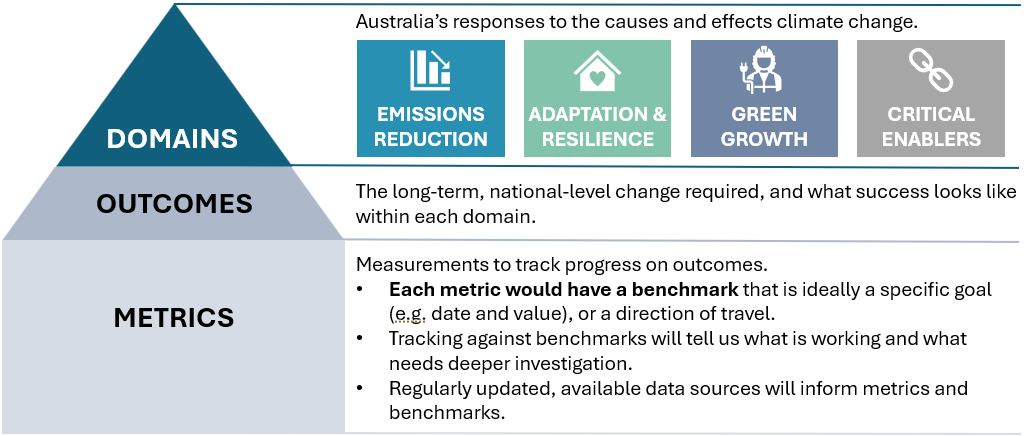 Australia’s responses to the causes and effects climate change.
EMISSIONS
REDUCTION
ADAPTATION &
RESILIENCE
GREEN
GROWTH
CRITICAL
ENABLERS
DOMAINS
OUTCOMES
The long-term, national-level change required, and what success looks like
within each domain.
METRICS
Measurements to track progress on outcomes.
• Each metric would have a benchmark that is ideally a specific goal
(e.g. date and value), or a direction of travel.
• Tracking against benchmarks will tell us what is working and what
needs deeper investigation.
• Regularly updated, available data sources will inform metrics and
benchmarks.